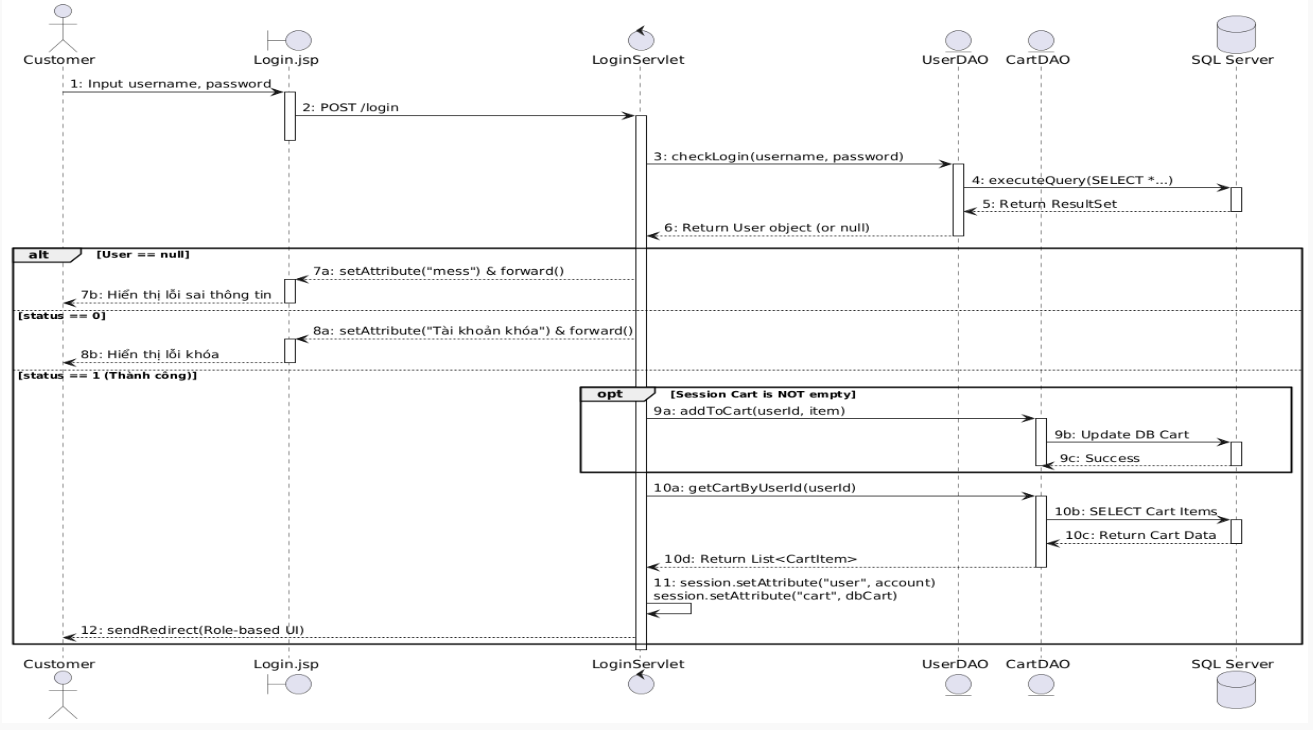 Customer
Login.jsp
LoginServlet
UserDAO
CartDAO
SQL Server
1: Input username, password
2: POST /login
3: checkLogin(username, password)
4: executeQuery(SELECT *...)
5: Return ResultSet
6: Return User object (or null)
alt
[User == null]
7a: setAttribute("mess") & forward()
7b: Hiển thị lỗi sai thông tin
[status == 0]
8a: setAttribute("Tài khoản khóa") & forward()
8b: Hiển thị lỗi khóa
[status == 1 (Thành công)]
opt
[Session Cart is NOT empty]
9a: addToCart(userId, item)
9b: Update DB Cart
9c: Success
10a: getCartByUserId(userId)
10b: SELECT Cart Items
10c: Return Cart Data
10d: Return List<CartItem>
11: session.setAttribute("user", account)
session.setAttribute("cart", dbCart)
12: sendRedirect(Role-based UI)
Customer
Login.jsp
LoginServlet
UserDAO
CartDAO
SQL Server